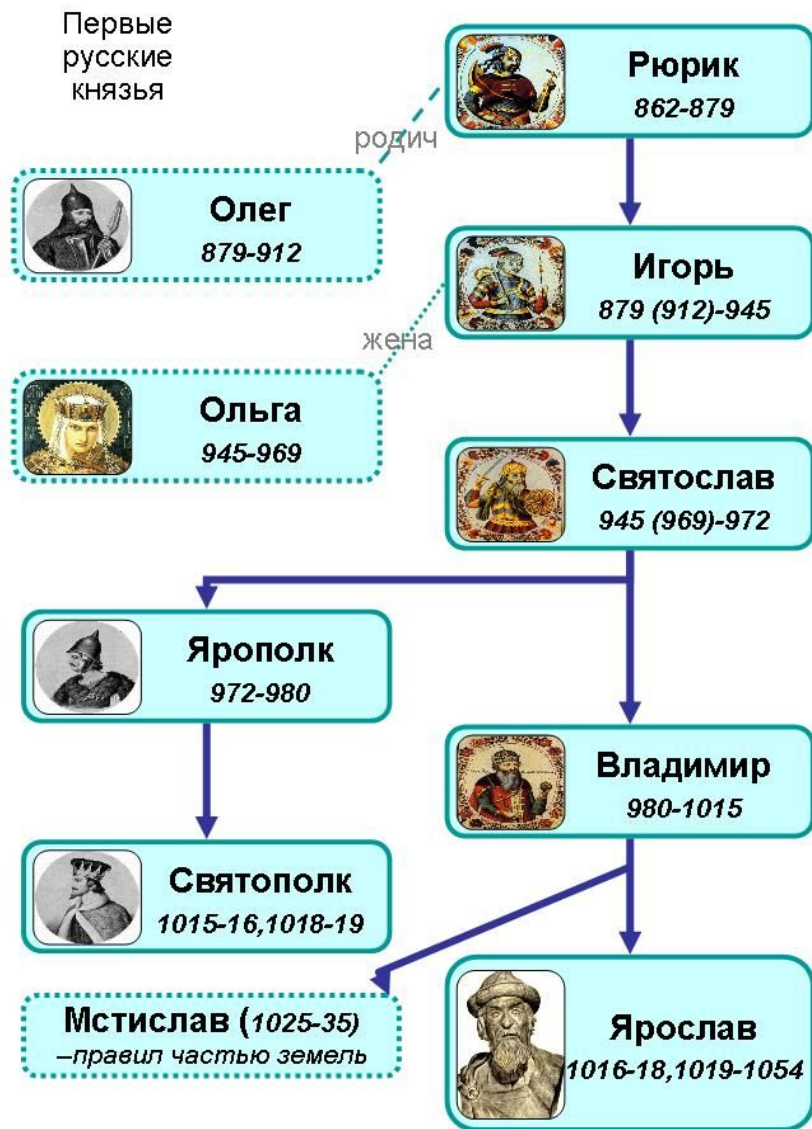 Первые
русские
князья
Рюрик
862-879
родич
Олег
879-912
Игорь
879 (912)-945
жена
Ольга
945-969
Святослав
945 (969)-972
Ярополк
972-980
Владимир
980-1015
Святополк
1015-16,1018-19
Мстислав (1025-35)
–правил частью земель
Ярослав
1016-18,1019-1054